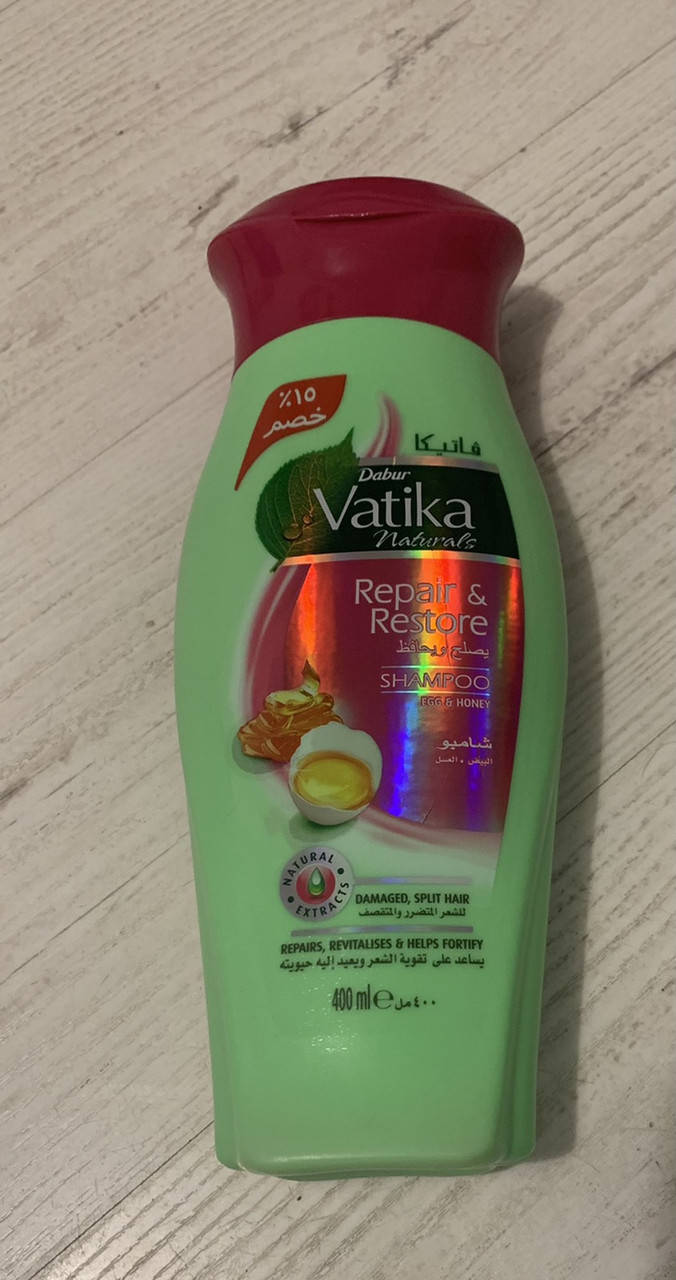 ٪١٥
خصم
فاتيكا
Dabur
Vatika
Naturals
Repair &
Restore
يصلح ويحافظ
SHAMPOO
EGG & HONEY
شامبو
البيض • العسل
NATURAL • EXTRACTS •
DAMAGED, SPLIT HAIR
للشعر المتضرر والمتقصف
REPAIRS, REVITALISES & HELPS FORTIFY
يساعد على تقوية الشعر ويعيد إليه حيويته
400 ml ℮ ٤٠٠ مل